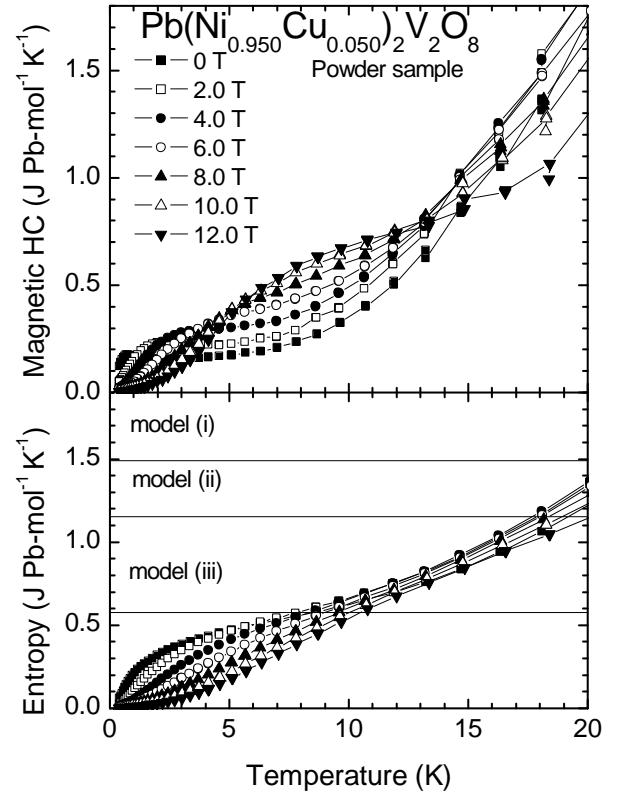 Pb(Ni0.950Cu0.050)2V2O8
Powder sample
0 T
2.0 T
4.0 T
6.0 T
8.0 T
10.0 T
12.0 T
Magnetic HC (J Pb-mol-1 K-1)
1.5
1.0
0.5
0.0
model (i)
model (ii)
model (iii)
Entropy (J Pb-mol-1 K-1)
1.5
1.0
0.5
0.0
0 5 10 15 20
Temperature (K)